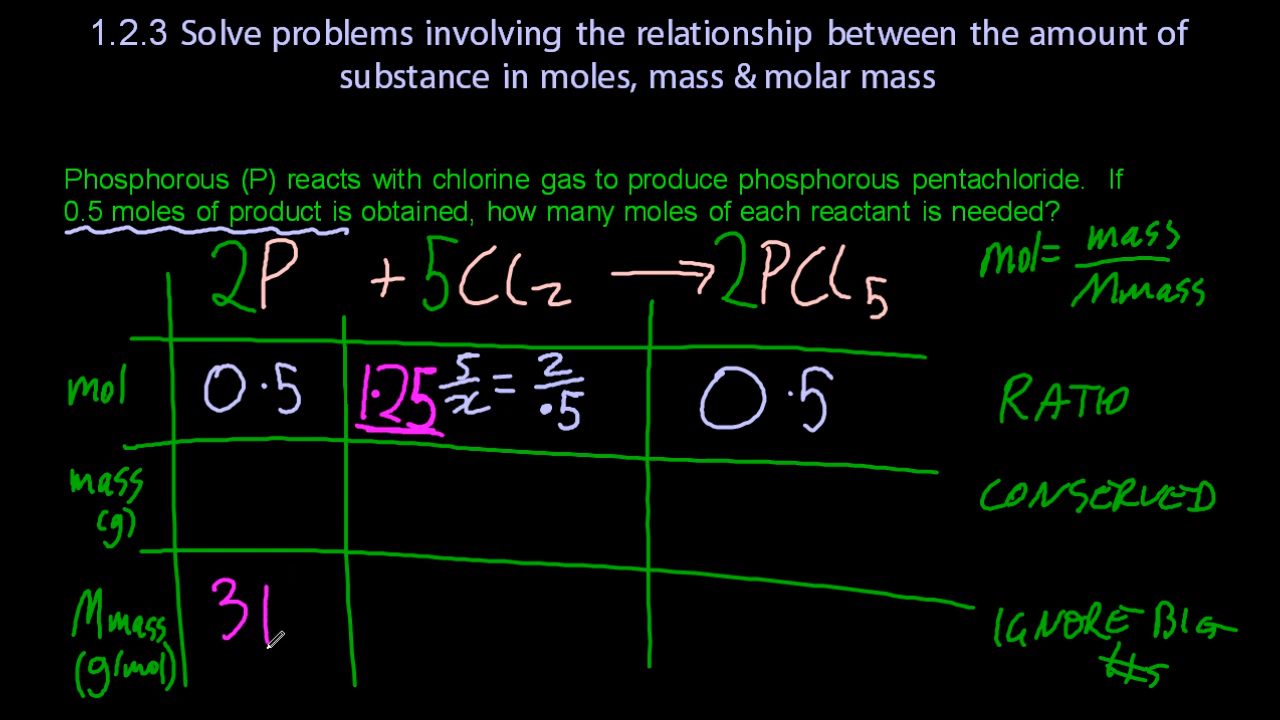 1.2.3 Solve problems involving the relationship between the amount of
substance in moles, mass & molar mass
Phosphorous (P) reacts with chlorine gas to produce phosphorous pentachloride. If
0.5 moles of product is obtained, how many moles of each reactant is needed?
mol = mass / Mmass
2P + 5Cl₂ → 2PCl₅
mol 0.5 1.25 5/x = 2/.5 0.5 RATIO
mass (g) CONSERVED
Mmass (g/mol) 31 IGNORE BIG #s